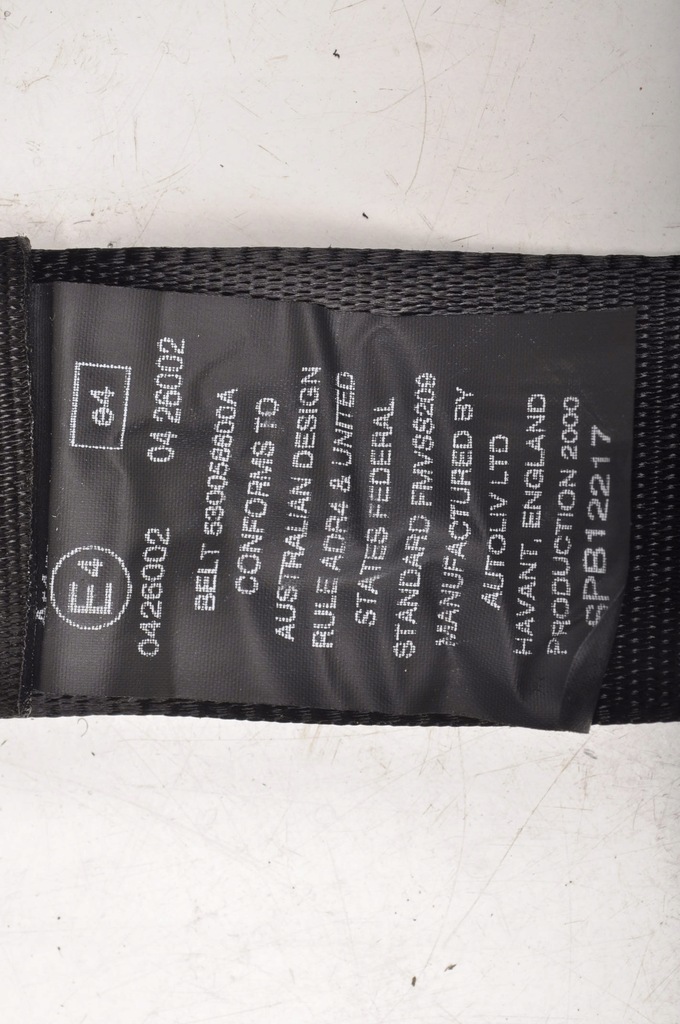 E4 e4
0426002 04 26002
BELT 530058600A
CONFORMS TO
AUSTRALIAN DESIGN
RULE ADR4 & UNITED
STATES FEDERAL
STANDARD FMVSS209
MANUFACTURED BY
AUTOLIV LTD
HAVANT, ENGLAND
PRODUCTION 2000
SPB12217